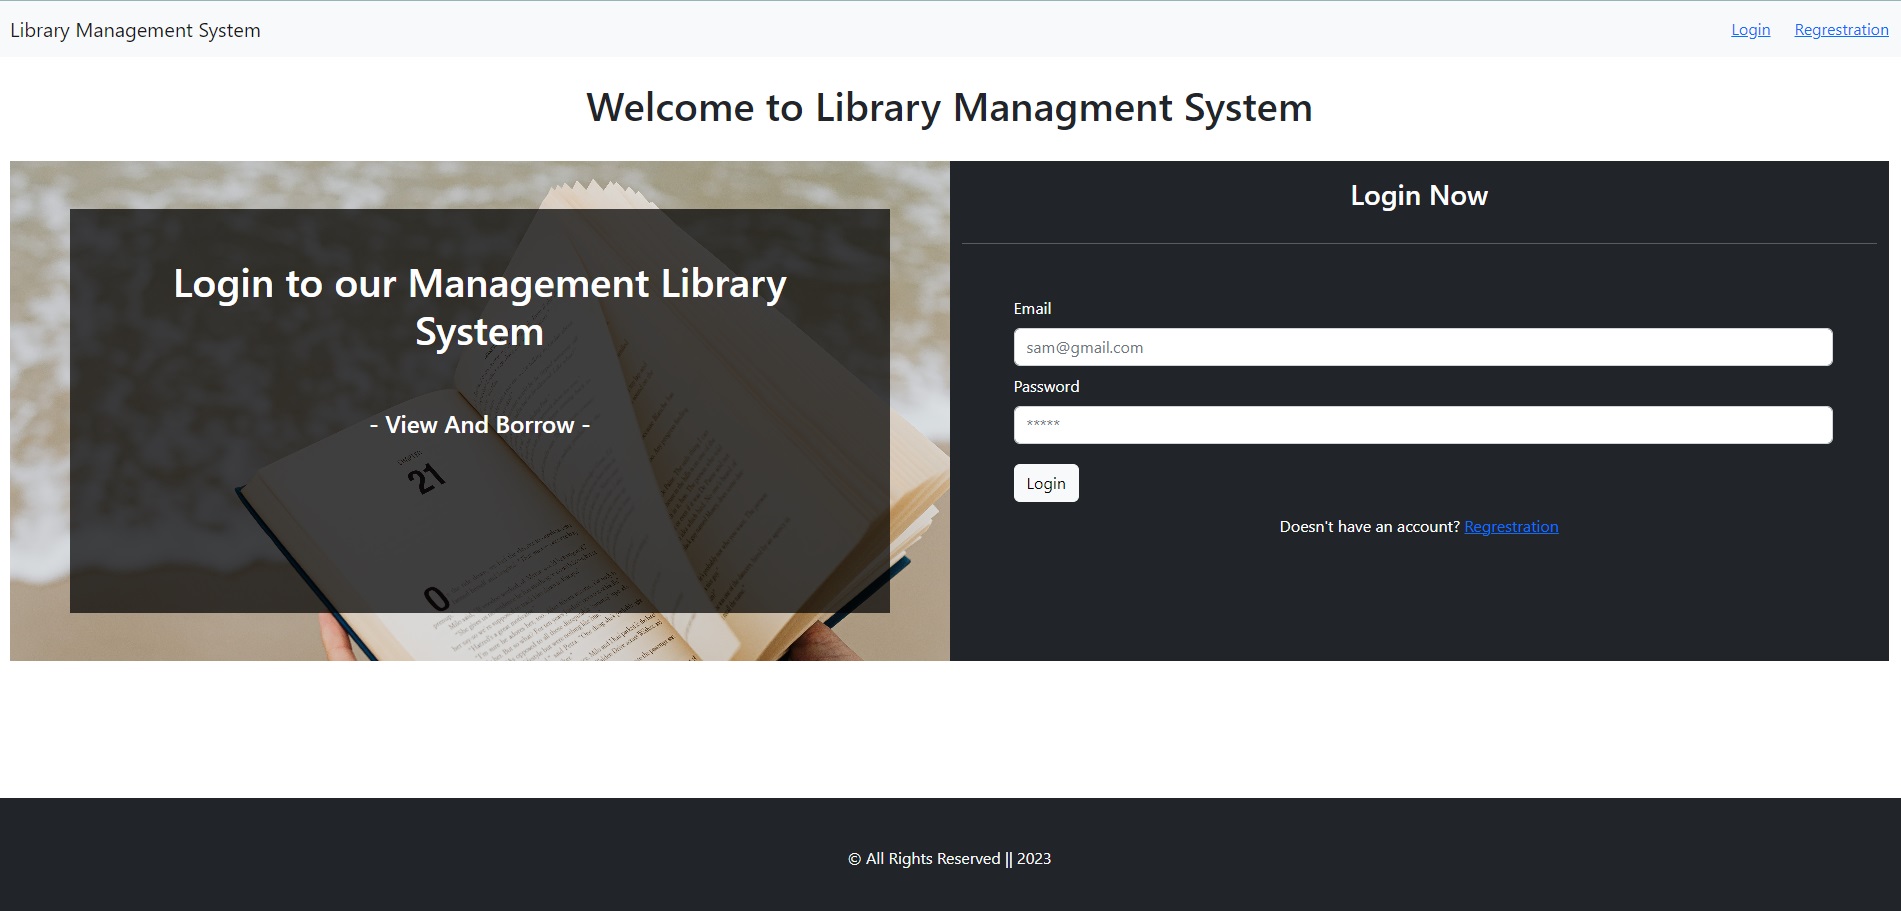 Library Management System
Login Regrestration
Welcome to Library Managment System
Login to our Management Library
System
- View And Borrow -
CHAPTER
21
0
Login Now
Email
sam@gmail.com
Password
*****
Login
Doesn't have an account? Regrestration
© All Rights Reserved || 2023